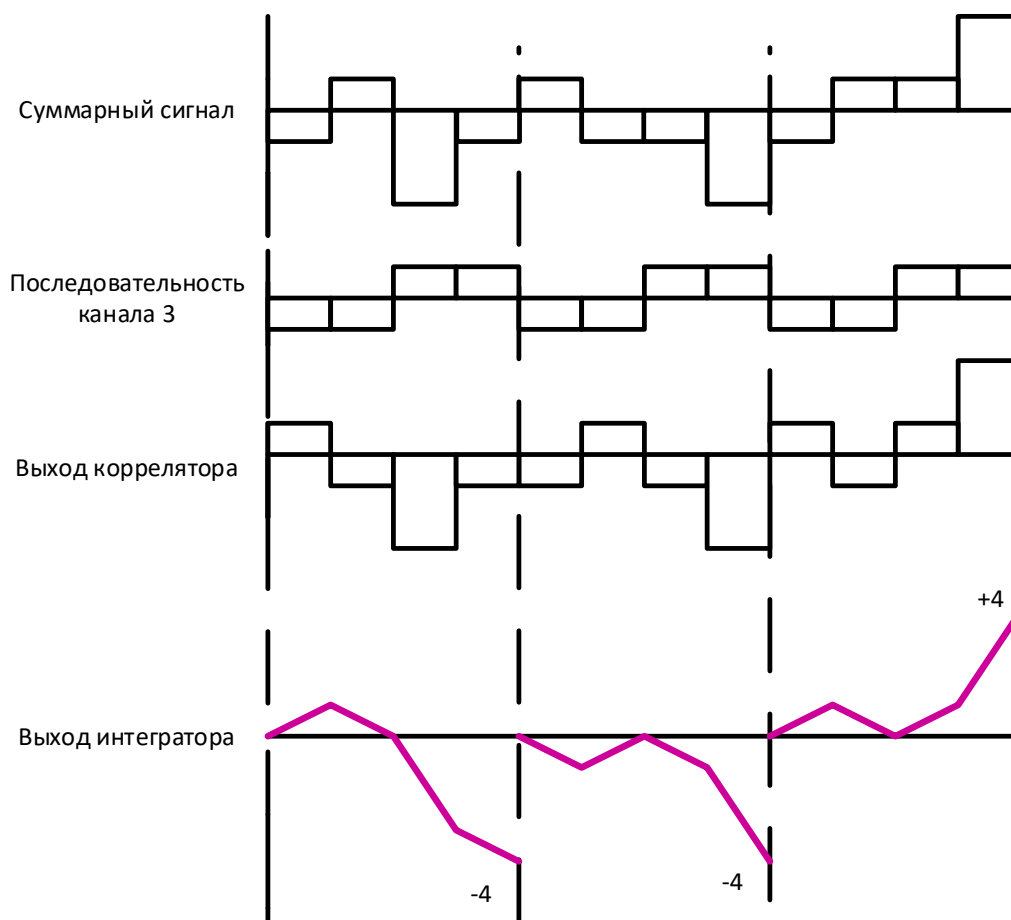 Суммарный сигнал
Последовательность
канала 3
Выход коррелятора
+4
Выход интегратора
-4
-4